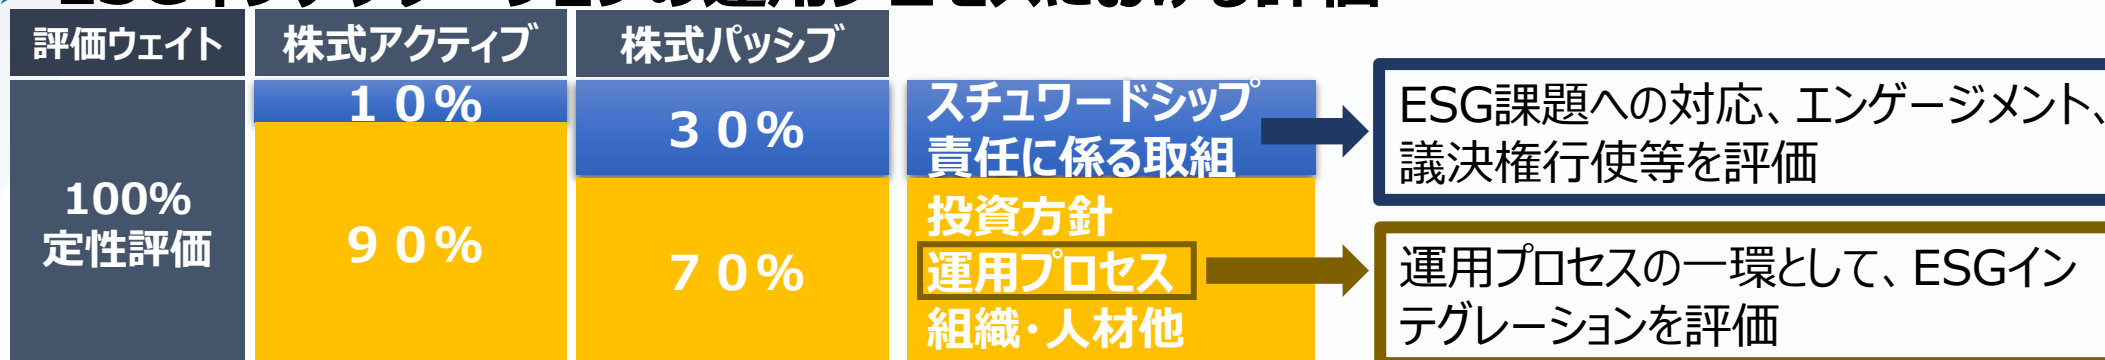 評価ウェイト
株式アクティブ
株式パッシブ
100%
定性評価
10%
90%
30%
70%
スチュワードシップ
責任に係る取組
投資方針
運用プロセス
組織・人材他
ESG課題への対応、エンゲージメント、
議決権行使等を評価
運用プロセスの一環として、ESGイン
テグレーションを評価